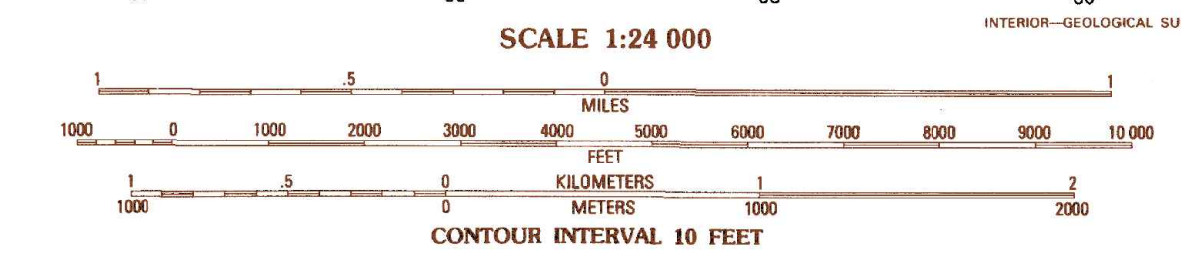 INTERIOR—GEOLOGICAL SU
SCALE 1:24 000
1 .5 0 1
MILES
1000 0 1000 2000 3000 4000 5000 6000 7000 8000 9000 10 000
FEET
1 .5 0 KILOMETERS 1 2
1000 0 METERS 1000 2000
CONTOUR INTERVAL 10 FEET